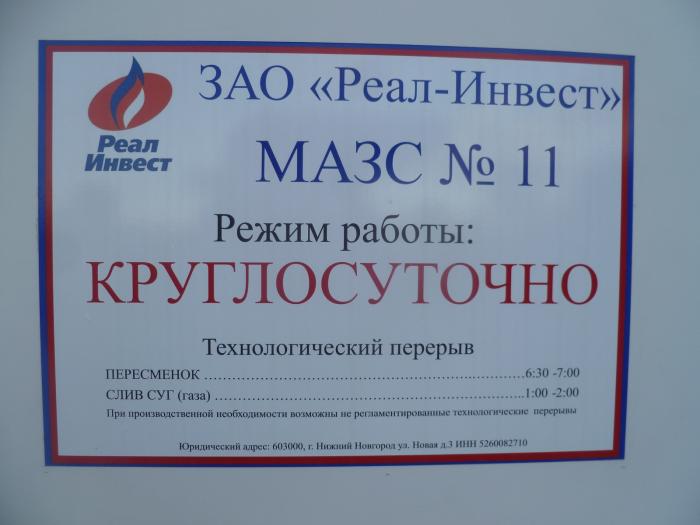 Реал
Инвест
ЗАО «Реал-Инвест»
МАЗС № 11
Режим работы:
КРУГЛОСУТОЧНО
Технологический перерыв
ПЕРЕСМЕНОК ……………………………………………………6:30 -7:00
СЛИВ СУГ (газа) …………………………………………………..1:00 -2:00
При производственной необходимости возможны не регламентированные технологические перерывы
Юридический адрес: 603000, г. Нижний Новгород ул. Новая д.3 ИНН 5260082710